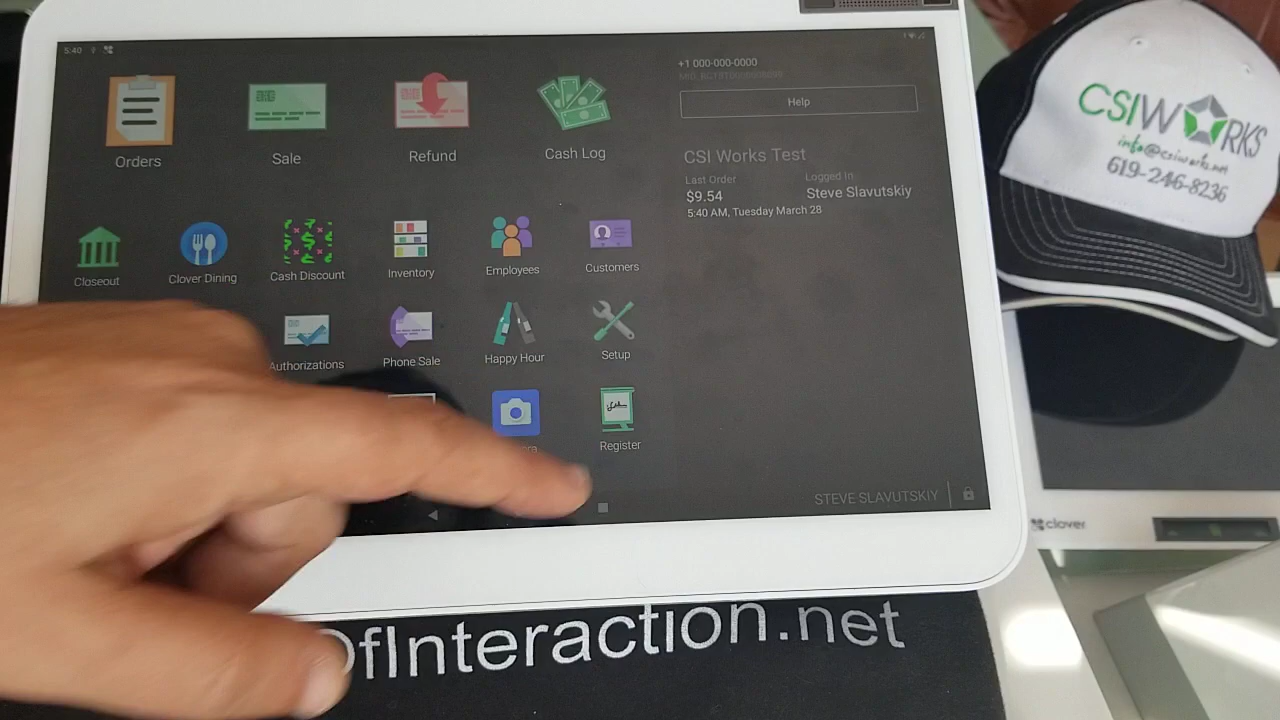 5:40
+1 000-000-0000
Help
Orders
Sale
Refund
Cash Log
CSI Works Test
Last Order
Logged In
$9.54
Steve Slavutskiy
5:40 AM, Tuesday March 28
Closeout
Clover Dining
Cash Discount
Inventory
Employees
Customers
Authorizations
Phone Sale
Happy Hour
Setup
Register
STEVE SLAVUTSKIY
CSIWORKS
info@csiworks.net
619-246-8236
clover
OfInteraction.net